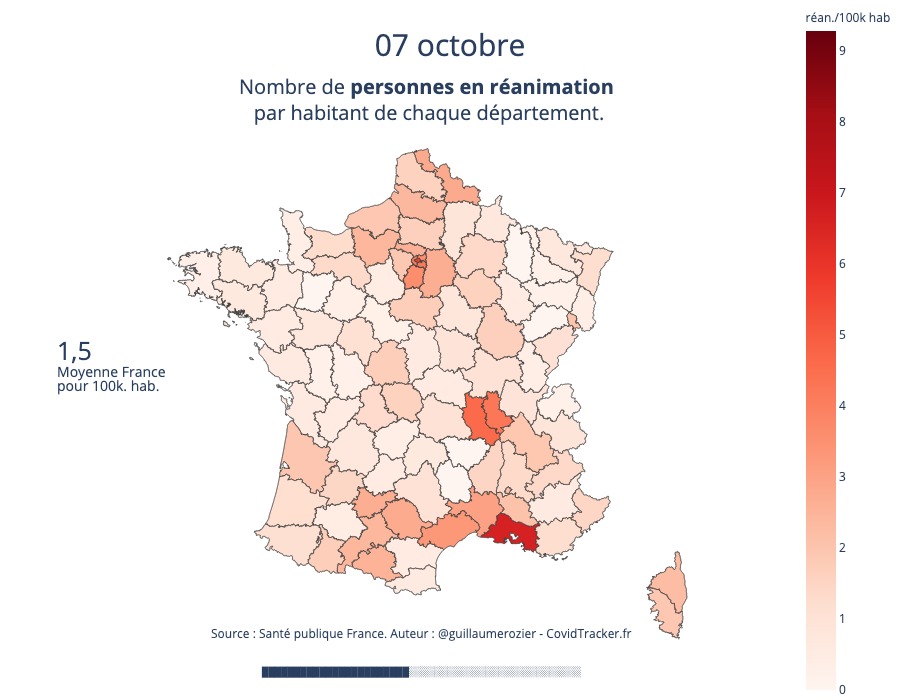 réan./100k hab
07 octobre
Nombre de personnes en réanimation
par habitant de chaque département.
9
8
7
6
5
4
3
2
1
0
1,5
Moyenne France
pour 100k. hab.
Source : Santé publique France. Auteur : @guillaumerozier - CovidTracker.fr